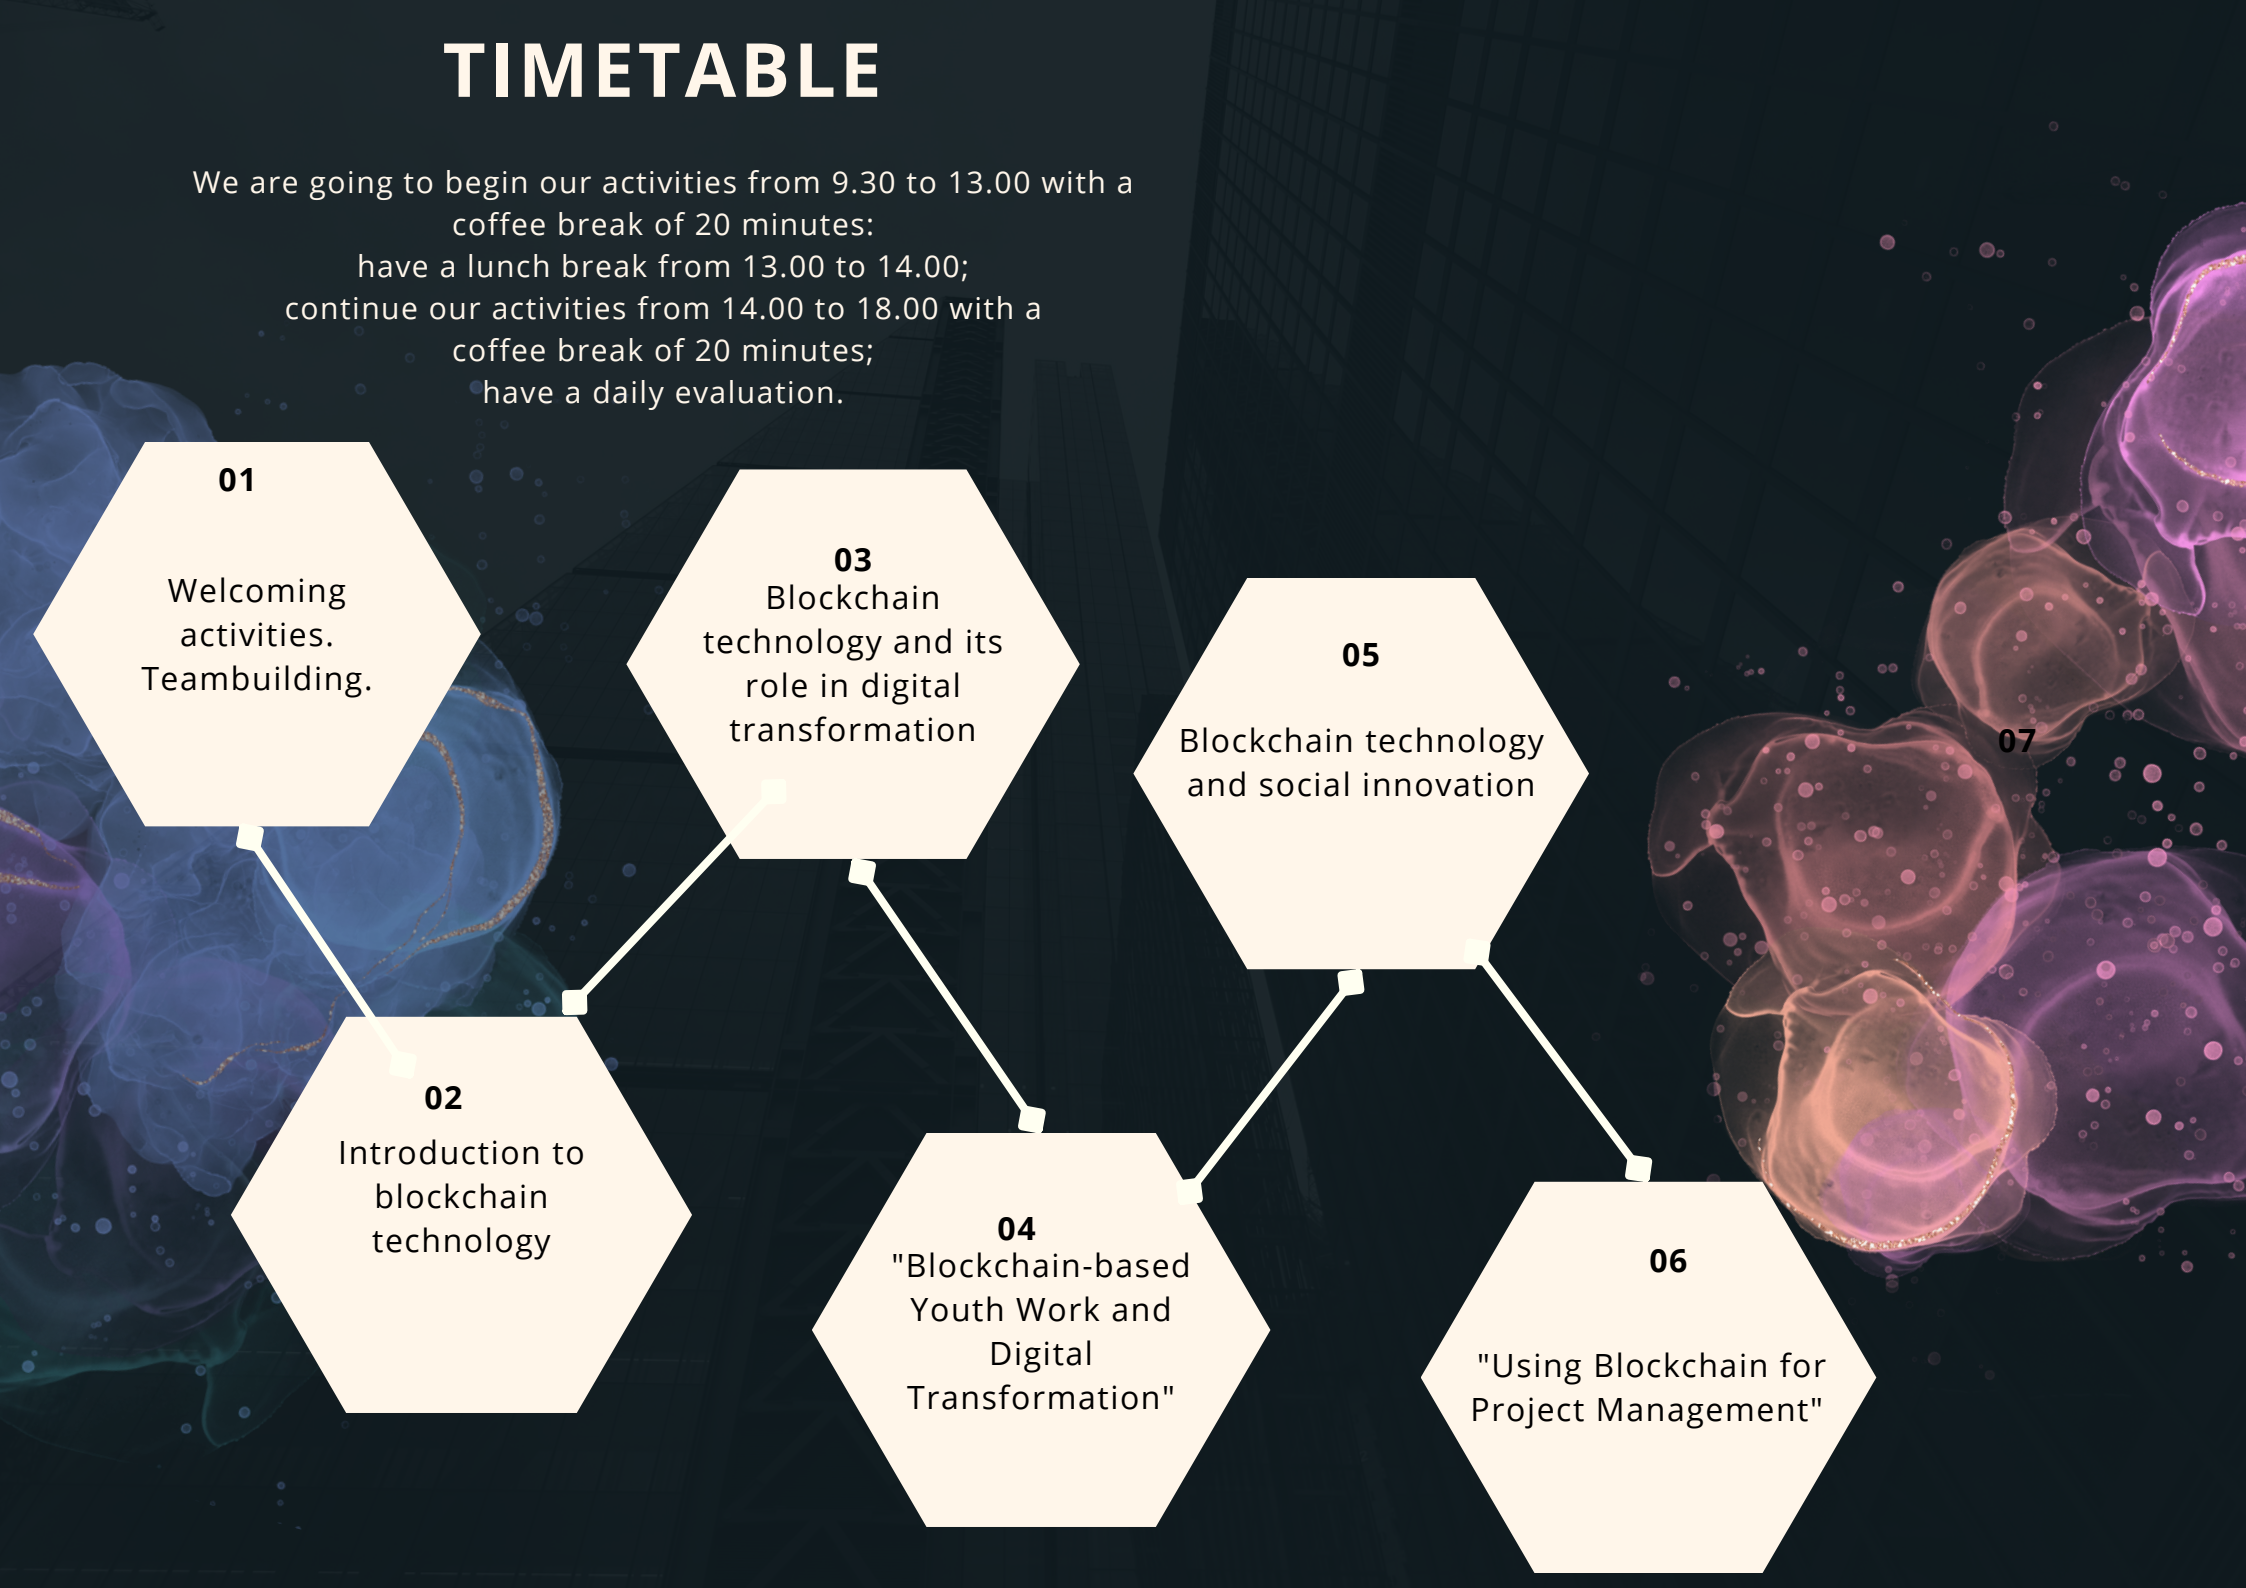 TIMETABLE
We are going to begin our activities from 9.30 to 13.00 with a
coffee break of 20 minutes:
have a lunch break from 13.00 to 14.00;
continue our activities from 14.00 to 18.00 with a
coffee break of 20 minutes;
have a daily evaluation.
01
Welcoming
activities.
Teambuilding.
02
Introduction to
blockchain
technology
03
Blockchain
technology and its
role in digital
transformation
04
"Blockchain-based
Youth Work and
Digital
Transformation"
05
Blockchain technology
and social innovation
06
"Using Blockchain for
Project Management"
07